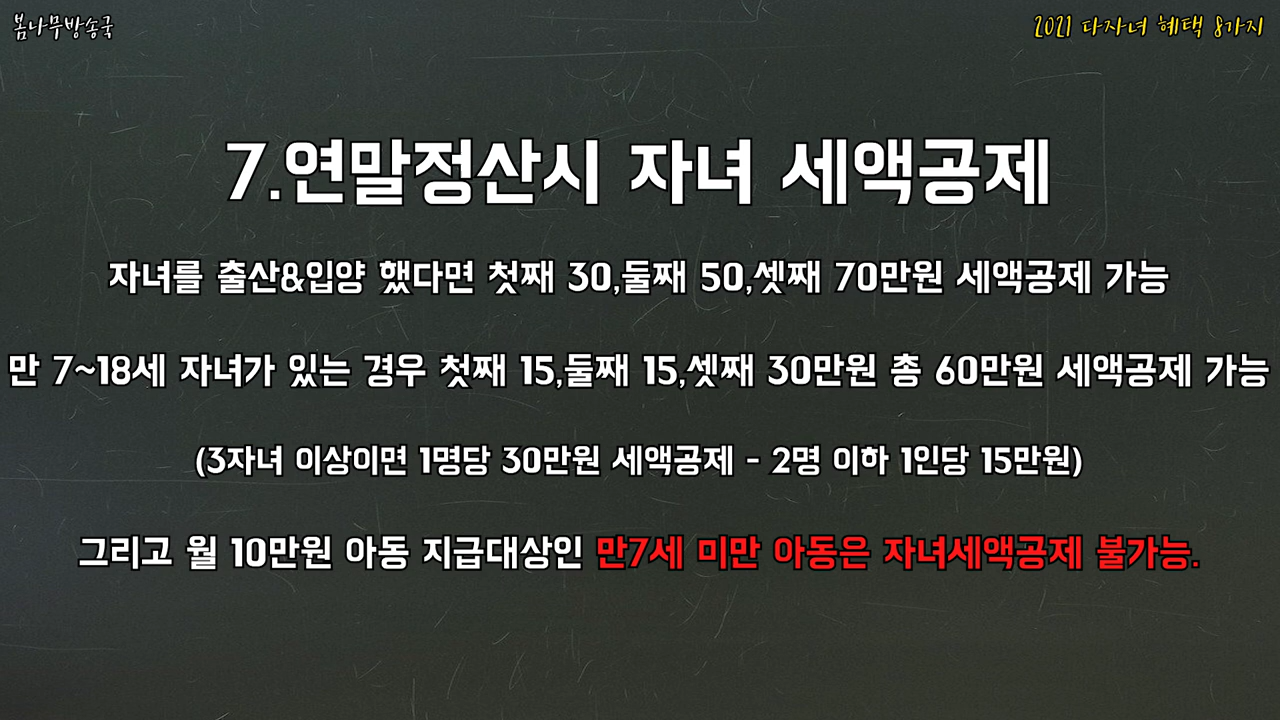 봄나무방송국
2021 다자녀 혜택 8가지
7.연말정산시 자녀 세액공제
자녀를 출산&입양 했다면 첫째 30,둘째 50,셋째 70만원 세액공제 가능
만 7~18세 자녀가 있는 경우 첫째 15,둘째 15,셋째 30만원 총 60만원 세액공제 가능
(3자녀 이상이면 1명당 30만원 세액공제 - 2명 이하 1인당 15만원)
그리고 월 10만원 아동 지급대상인 만7세 미만 아동은 자녀세액공제 불가능.